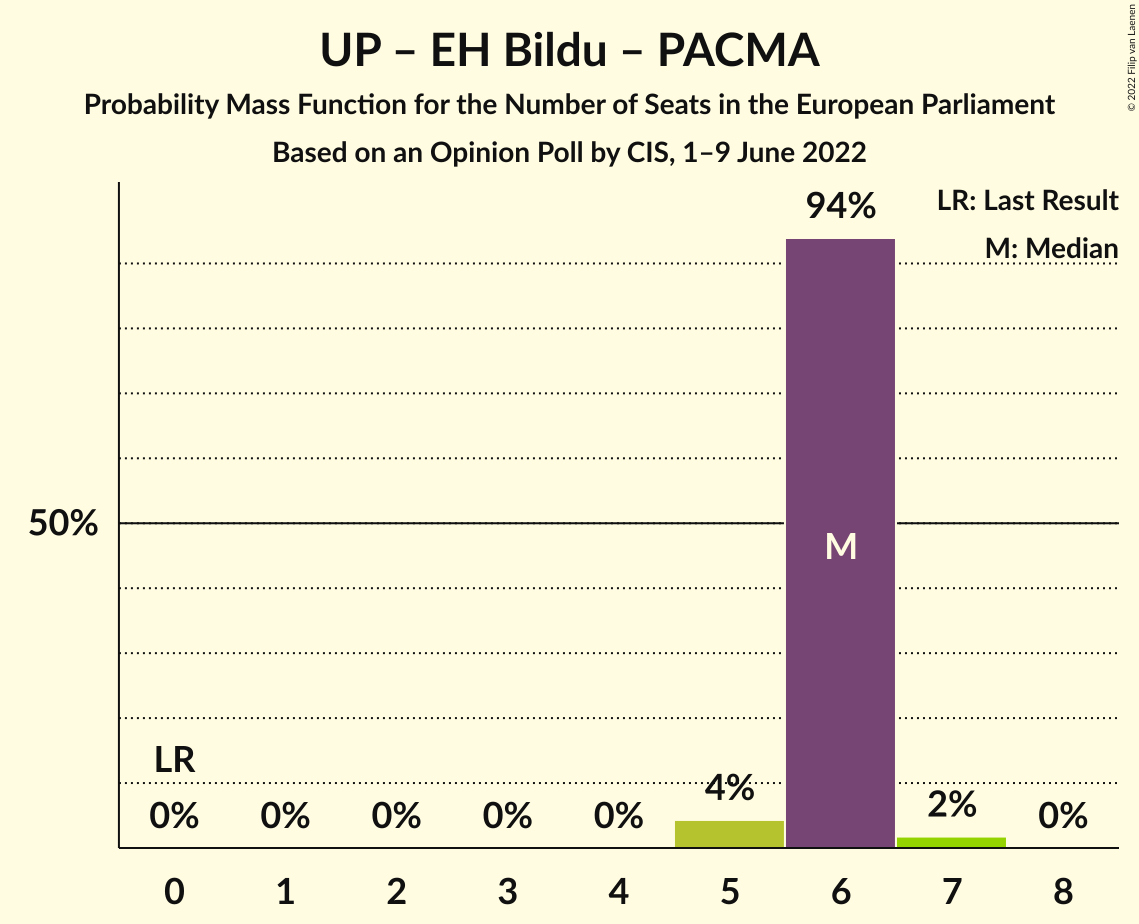 UP – EH Bildu – PACMA
Probability Mass Function for the Number of Seats in the European Parliament
Based on an Opinion Poll by CIS, 1–9 June 2022
© 2022 Filip van Laenen
LR: Last Result
M: Median
94%
50%
M
LR
0% 0% 0% 0% 0% 4% 2% 0%
0 1 2 3 4 5 6 7 8